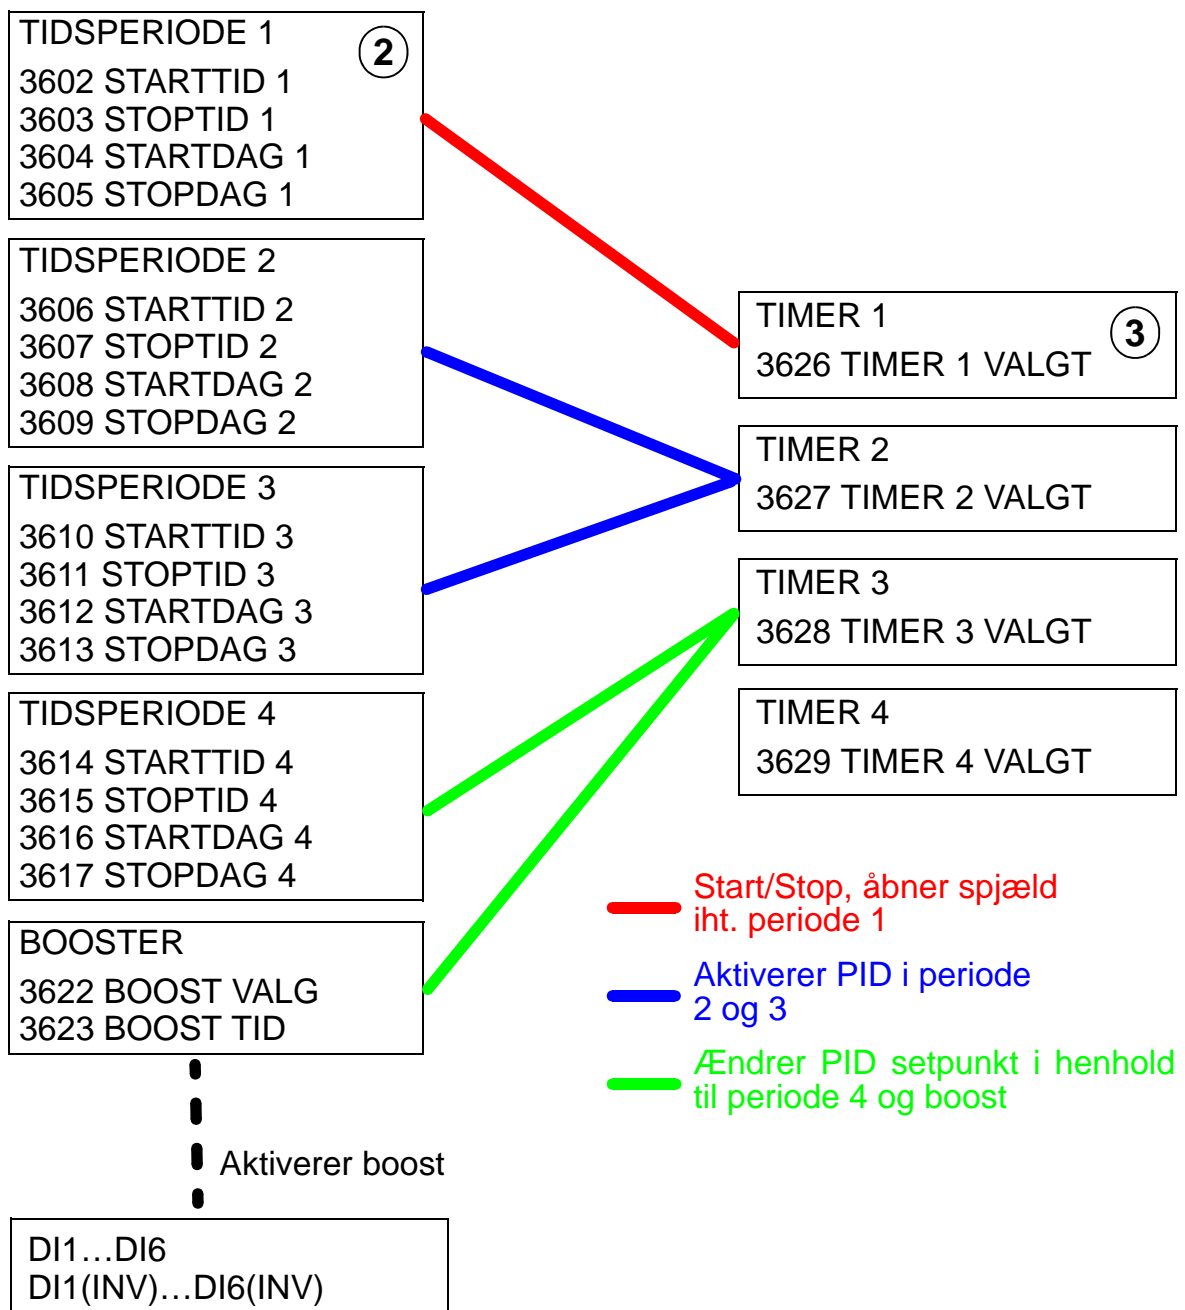 TIDSPERIODE 1
2
3602 STARTTID 1
3603 STOPTID 1
3604 STARTDAG 1
3605 STOPDAG 1
TIDSPERIODE 2
3606 STARTTID 2
3607 STOPTID 2
3608 STARTDAG 2
3609 STOPDAG 2
TIDSPERIODE 3
3610 STARTTID 3
3611 STOPTID 3
3612 STARTDAG 3
3613 STOPDAG 3
TIDSPERIODE 4
3614 STARTTID 4
3615 STOPTID 4
3616 STARTDAG 4
3617 STOPDAG 4
BOOSTER
3622 BOOST VALG
3623 BOOST TID
Aktiverer boost
DI1…DI6
DI1(INV)…DI6(INV)
TIMER 1
3
3626 TIMER 1 VALGT
TIMER 2
3627 TIMER 2 VALGT
TIMER 3
3628 TIMER 3 VALGT
TIMER 4
3629 TIMER 4 VALGT
Start/Stop, åbner spjæld
iht. periode 1
Aktiverer PID i periode
2 og 3
Ændrer PID setpunkt i henhold
til periode 4 og boost